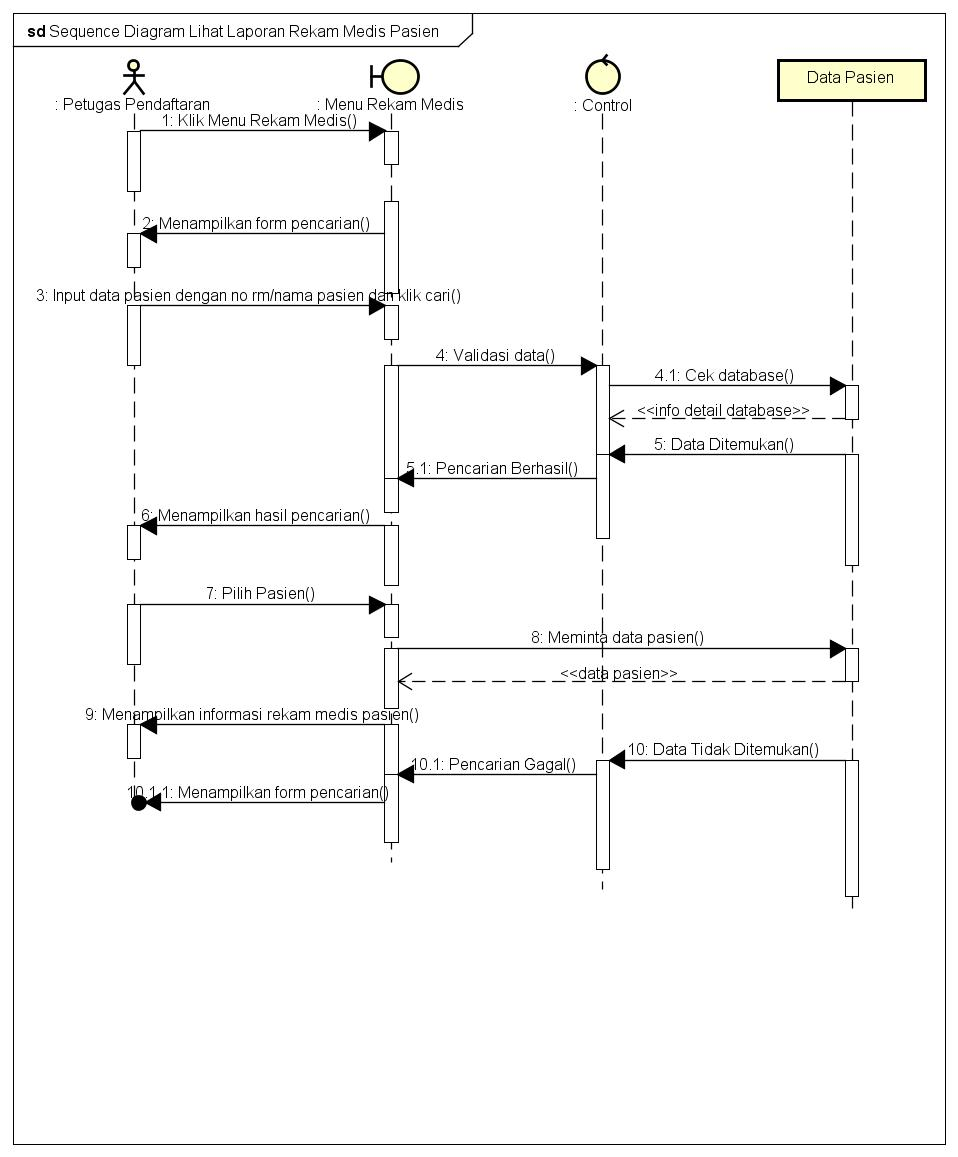 sd Sequence Diagram Lihat Laporan Rekam Medis Pasien
: Petugas Pendaftaran
: Menu Rekam Medis
: Control
Data Pasien
1: Klik Menu Rekam Medis()
2: Menampilkan form pencarian()
3: Input data pasien dengan no rm/nama pasien dan klik cari()
4: Validasi data()
4.1: Cek database()
<<info detail database>>
5: Data Ditemukan()
5.1: Pencarian Berhasil()
6: Menampilkan hasil pencarian()
7: Pilih Pasien()
8: Meminta data pasien()
<<data pasien>>
9: Menampilkan informasi rekam medis pasien()
10: Data Tidak Ditemukan()
10.1: Pencarian Gagal()
10.1.1: Menampilkan form pencarian()